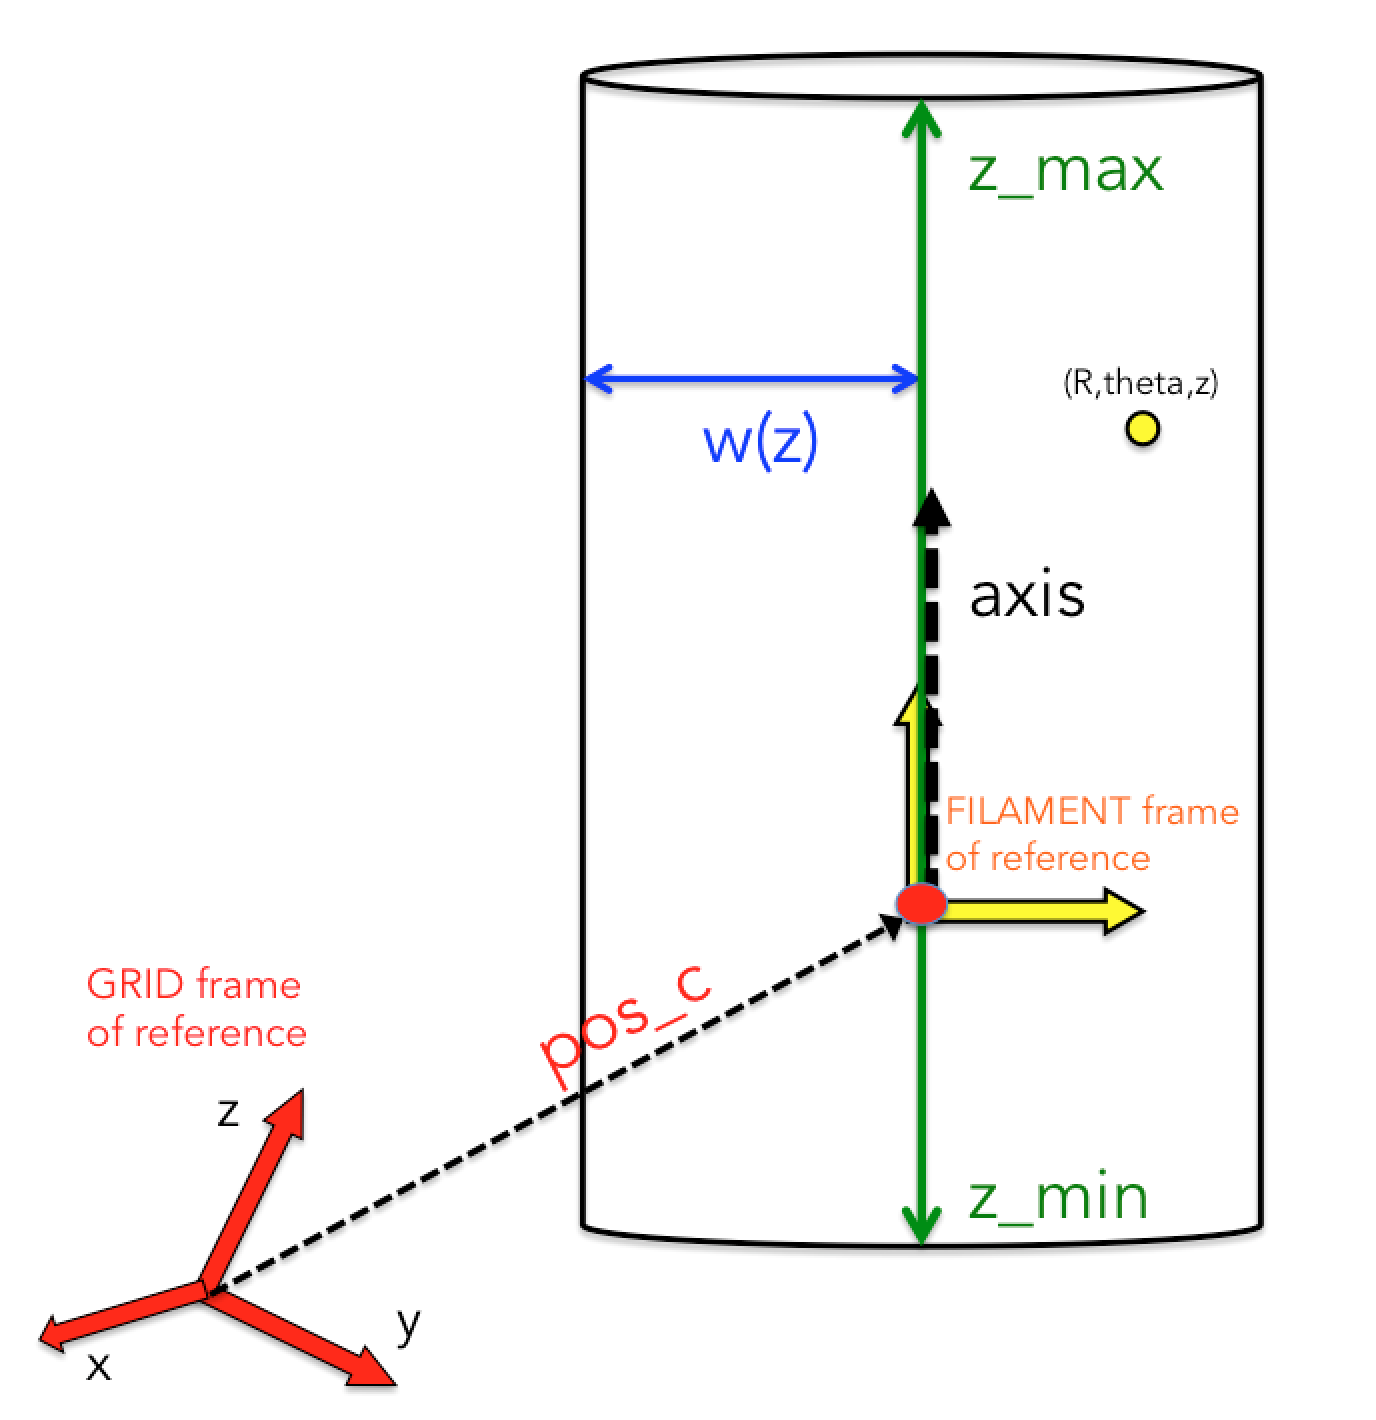 z_max
(R,theta,z)
w(z)
axis
FILAMENT frame
of reference
pos_c
GRID frame
of reference
z
z_min
y
x